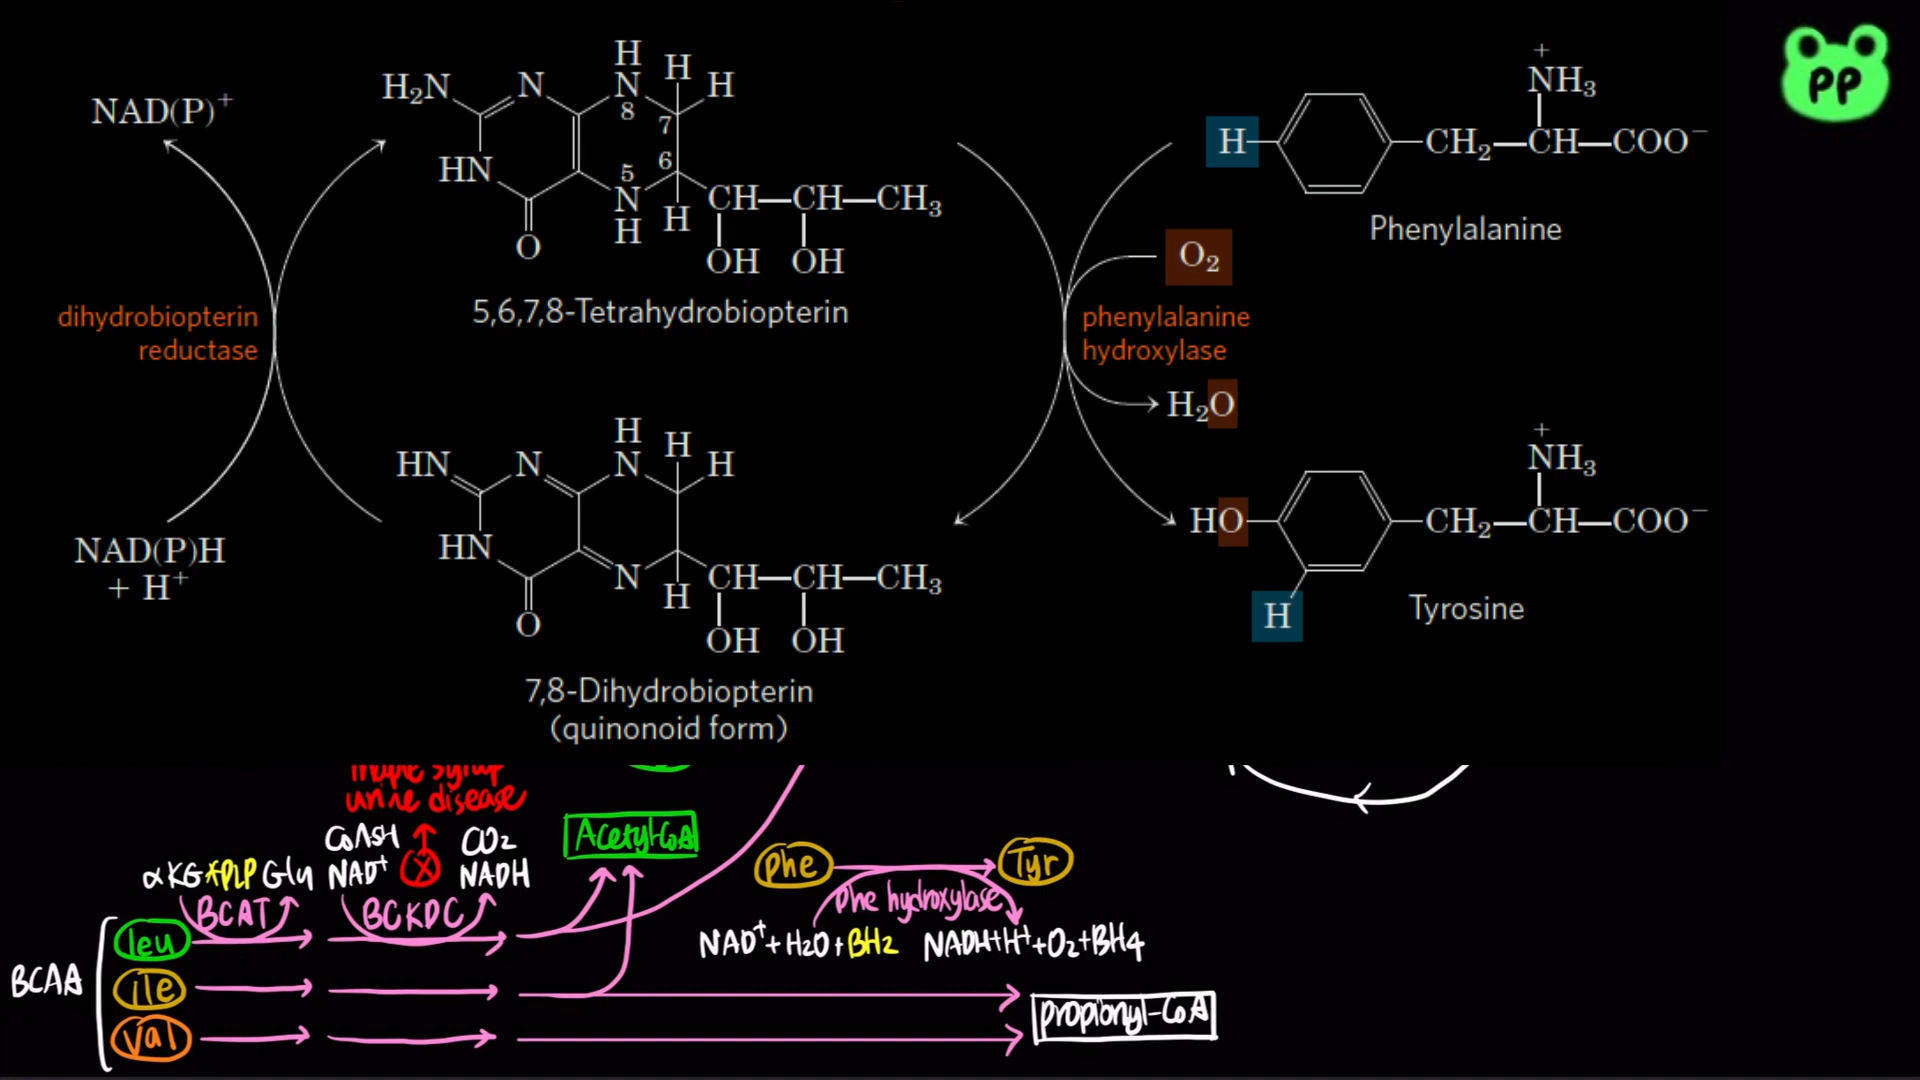 NAD(P)⁺
dihydrobiopterin
reductase
NAD(P)H
+ H⁺
H₂N N H N 8 H H 7
HN 5 N H 6 H CH—CH—CH₃
O OH OH
5,6,7,8-Tetrahydrobiopterin
HN N H N H H
HN N H CH—CH—CH₃
O OH OH
7,8-Dihydrobiopterin
(quinonoid form)
PP
+
NH₃
H CH₂—CH—COO⁻
Phenylalanine
O₂
phenylalanine
hydroxylase
H₂O
+
NH₃
HO CH₂—CH—COO⁻
H
Tyrosine
maple syrup
urine disease
CoASH CO2
αKG *PLP Glu NAD⁺ X NADH
BCAT BCKDC
BCAA
leu
ile
val
Acetyl-CoA
phe Tyr
phe hydroxylase
NAD⁺+H2O+BH2 NADH+H⁺+O2+BH4
propionyl-CoA